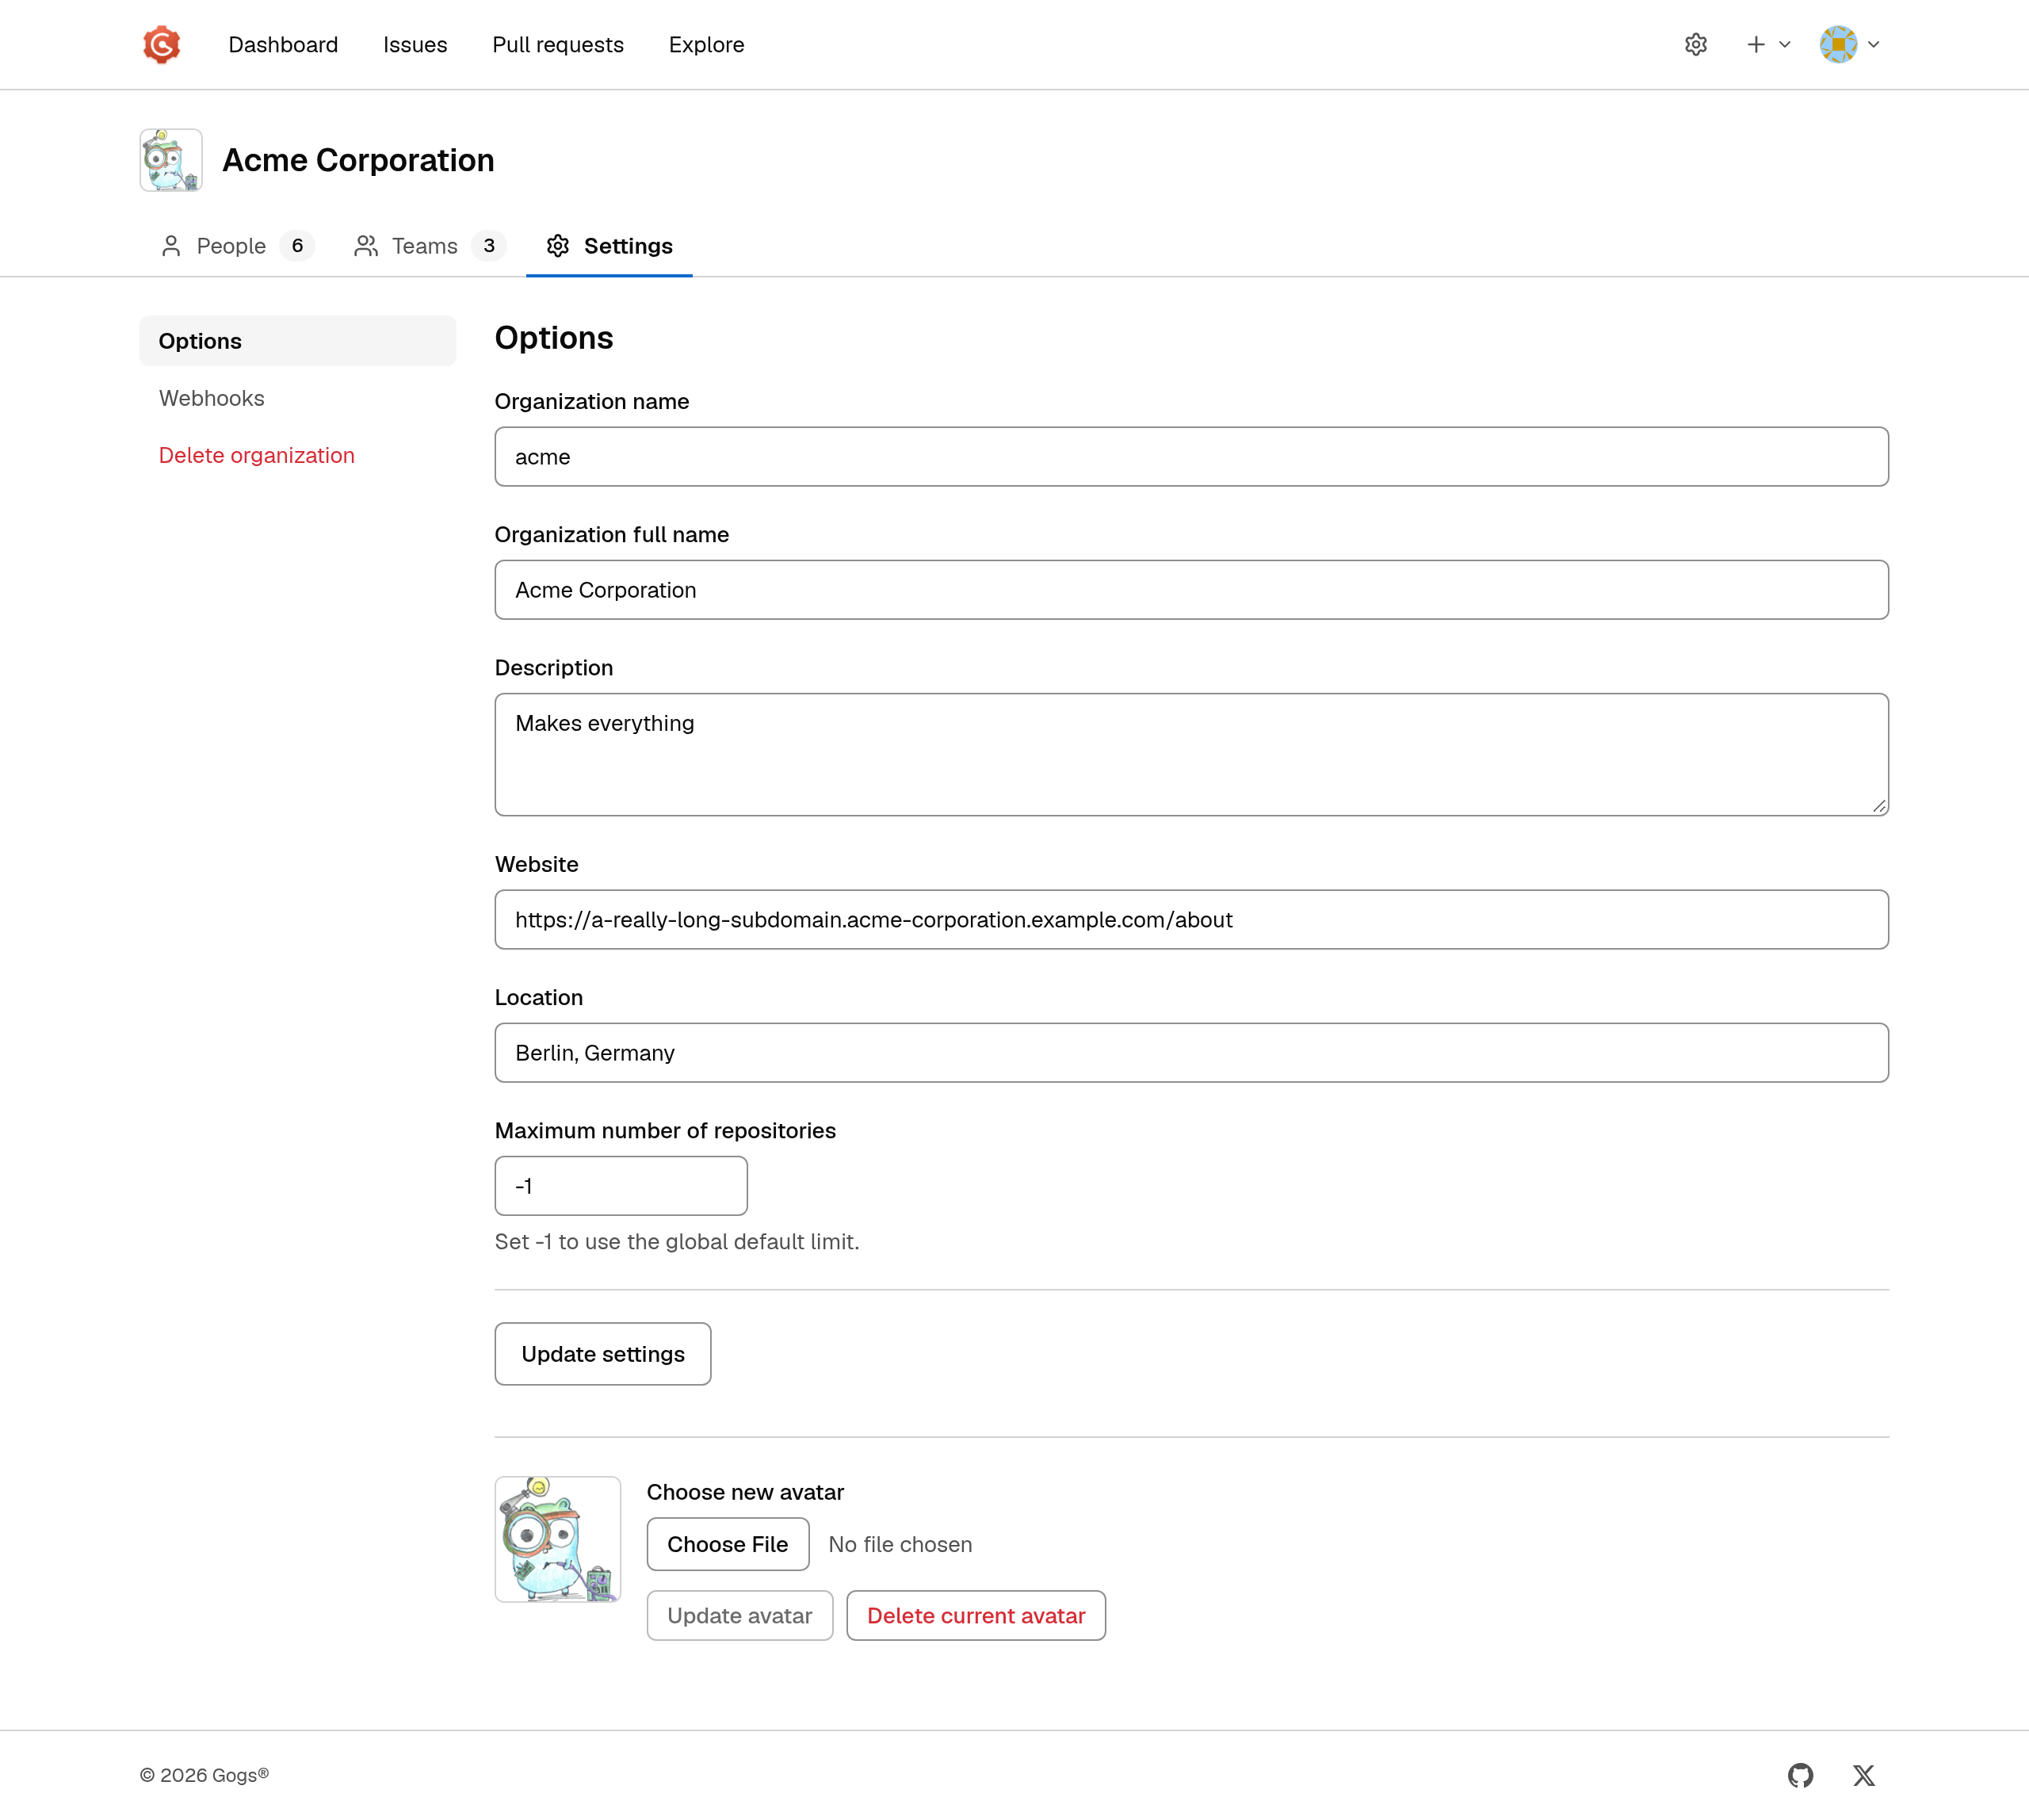 Dashboard Issues Pull requests Explore
Acme Corporation
People 6 Teams 3 Settings
Options
Webhooks
Delete organization
Options
Organization name
acme
Organization full name
Acme Corporation
Description
Makes everything
Website
https://a-really-long-subdomain.acme-corporation.example.com/about
Location
Berlin, Germany
Maximum number of repositories
-1
Set -1 to use the global default limit.
Update settings
Choose new avatar
Choose File No file chosen
Update avatar Delete current avatar
© 2026 Gogs®